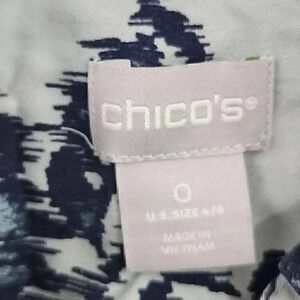 chico's®
0
U.S. SIZE 4/6
MADE IN
VIETNAM